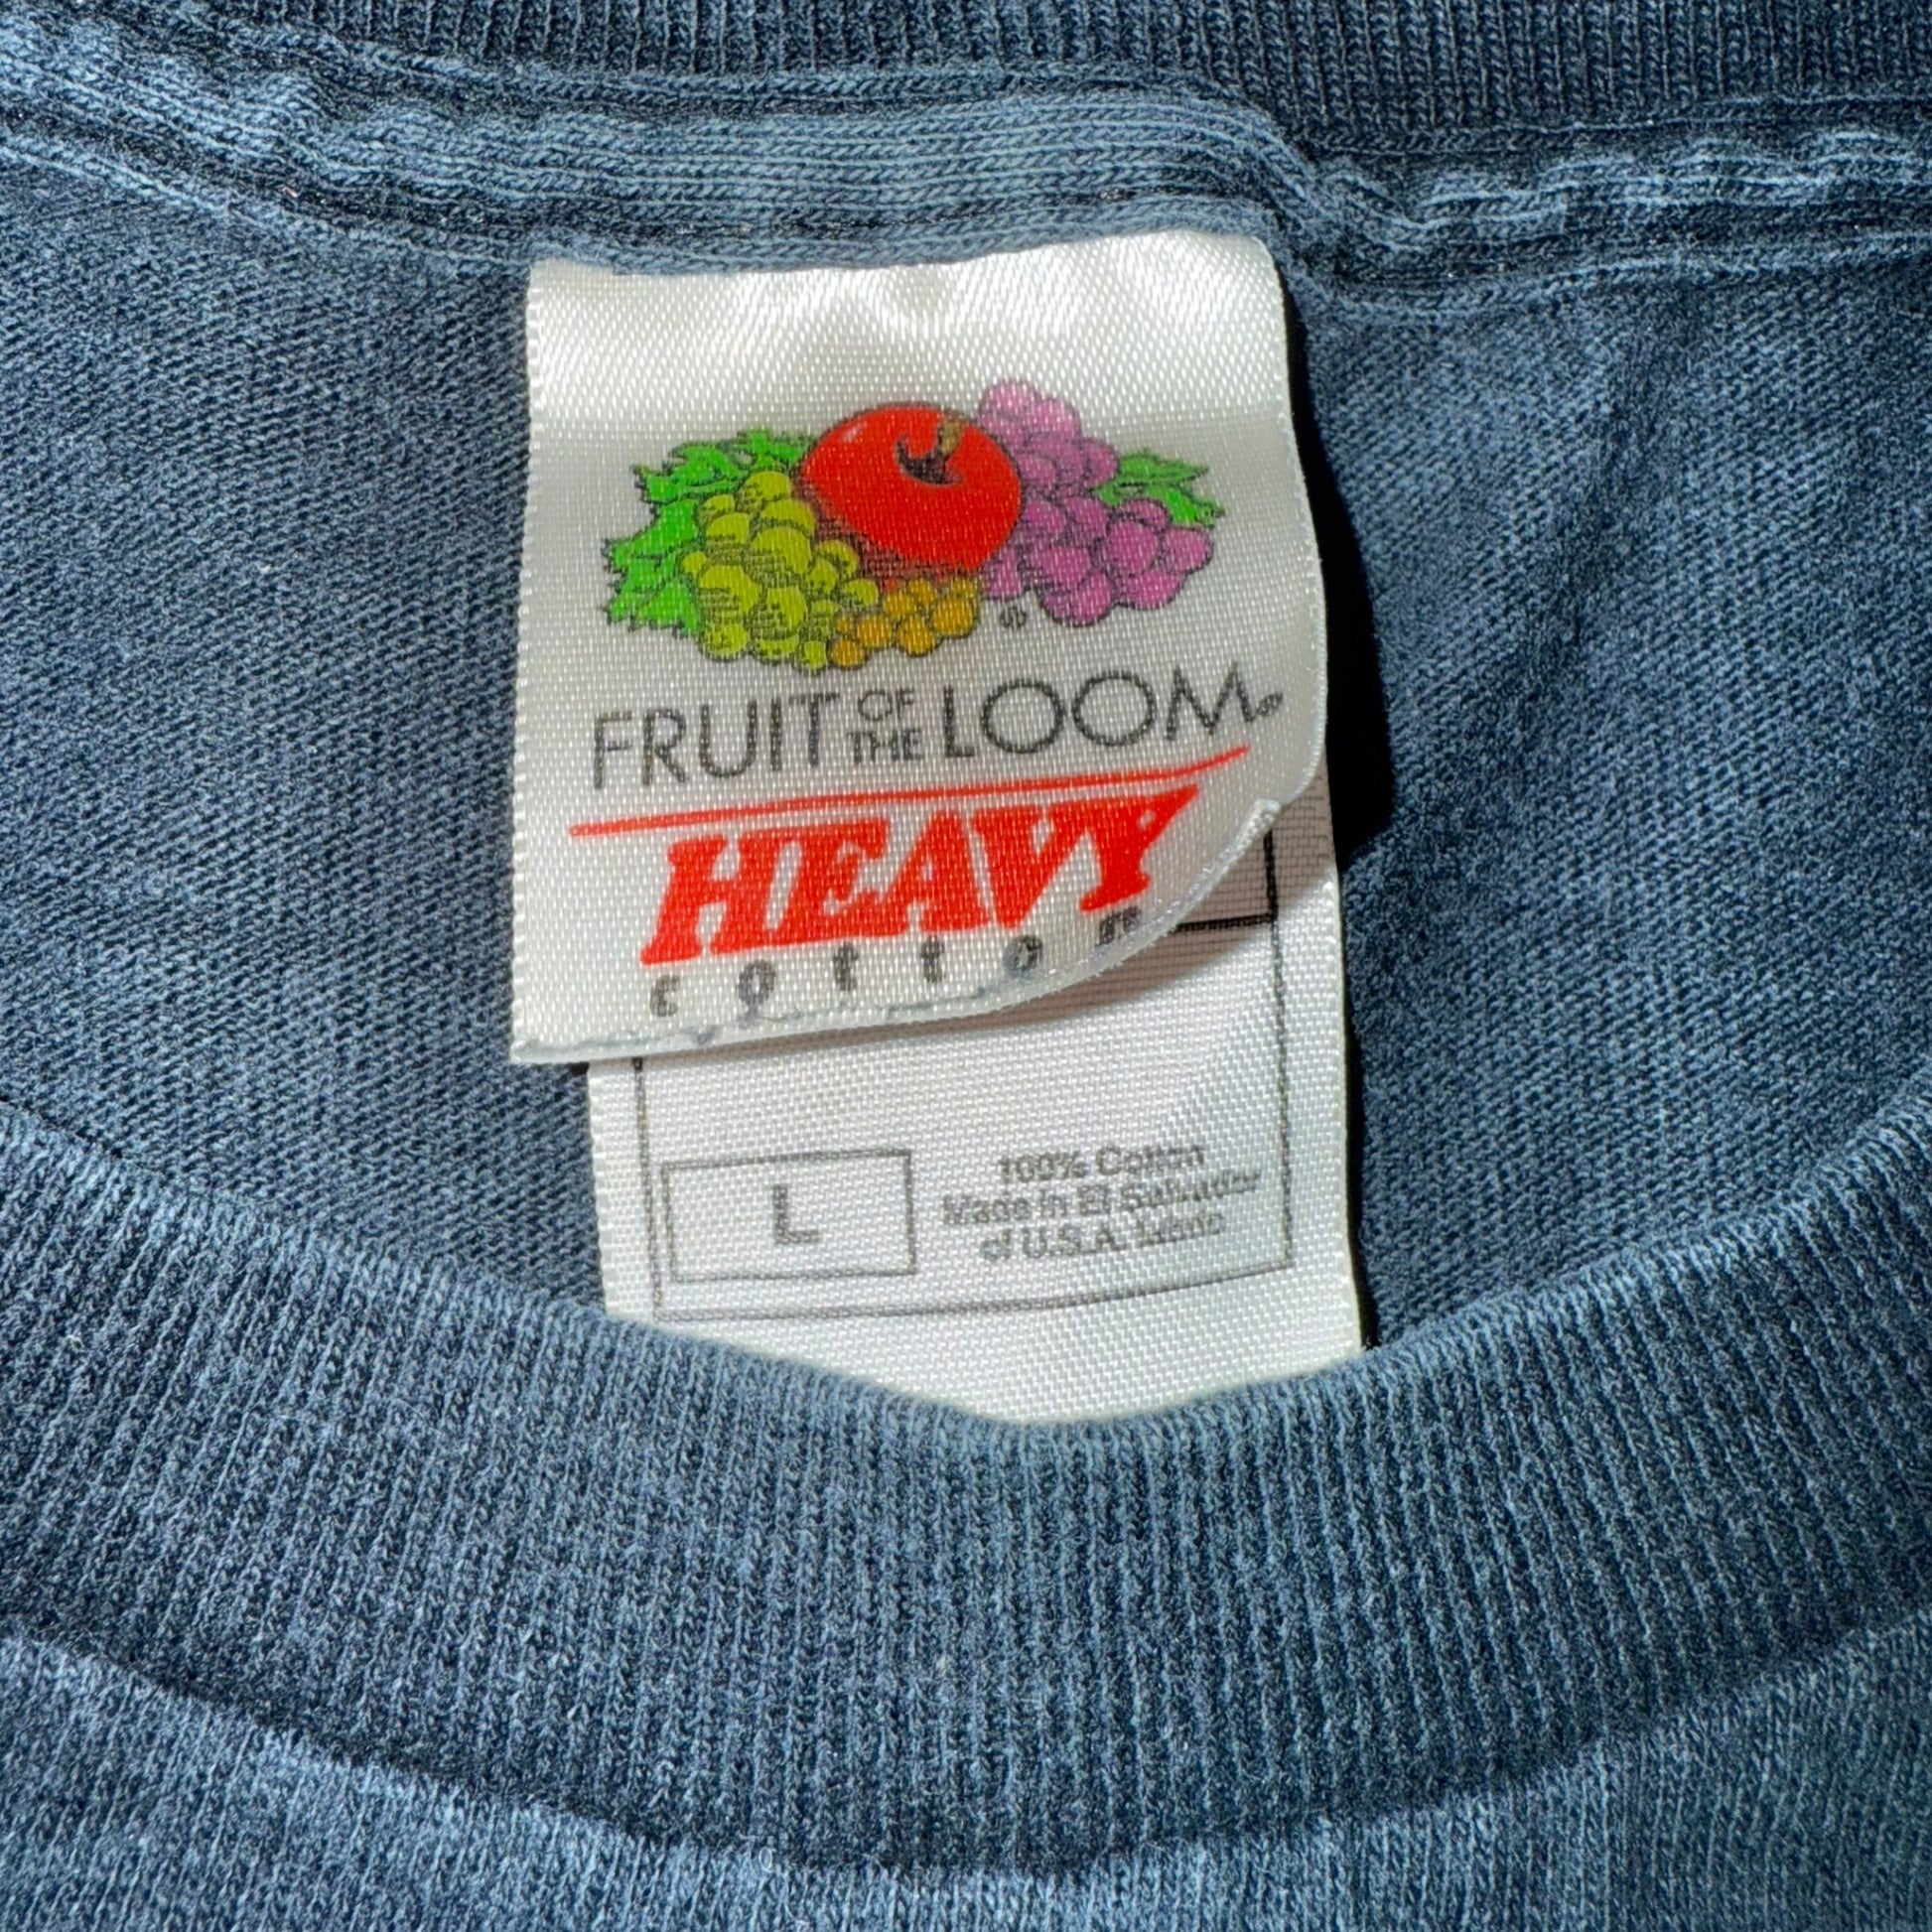 ®
FRUIT OF THE LOOM®
HEAVY
cotton
L
100% Cotton
Made in El Salvador
of U.S.A. fabric